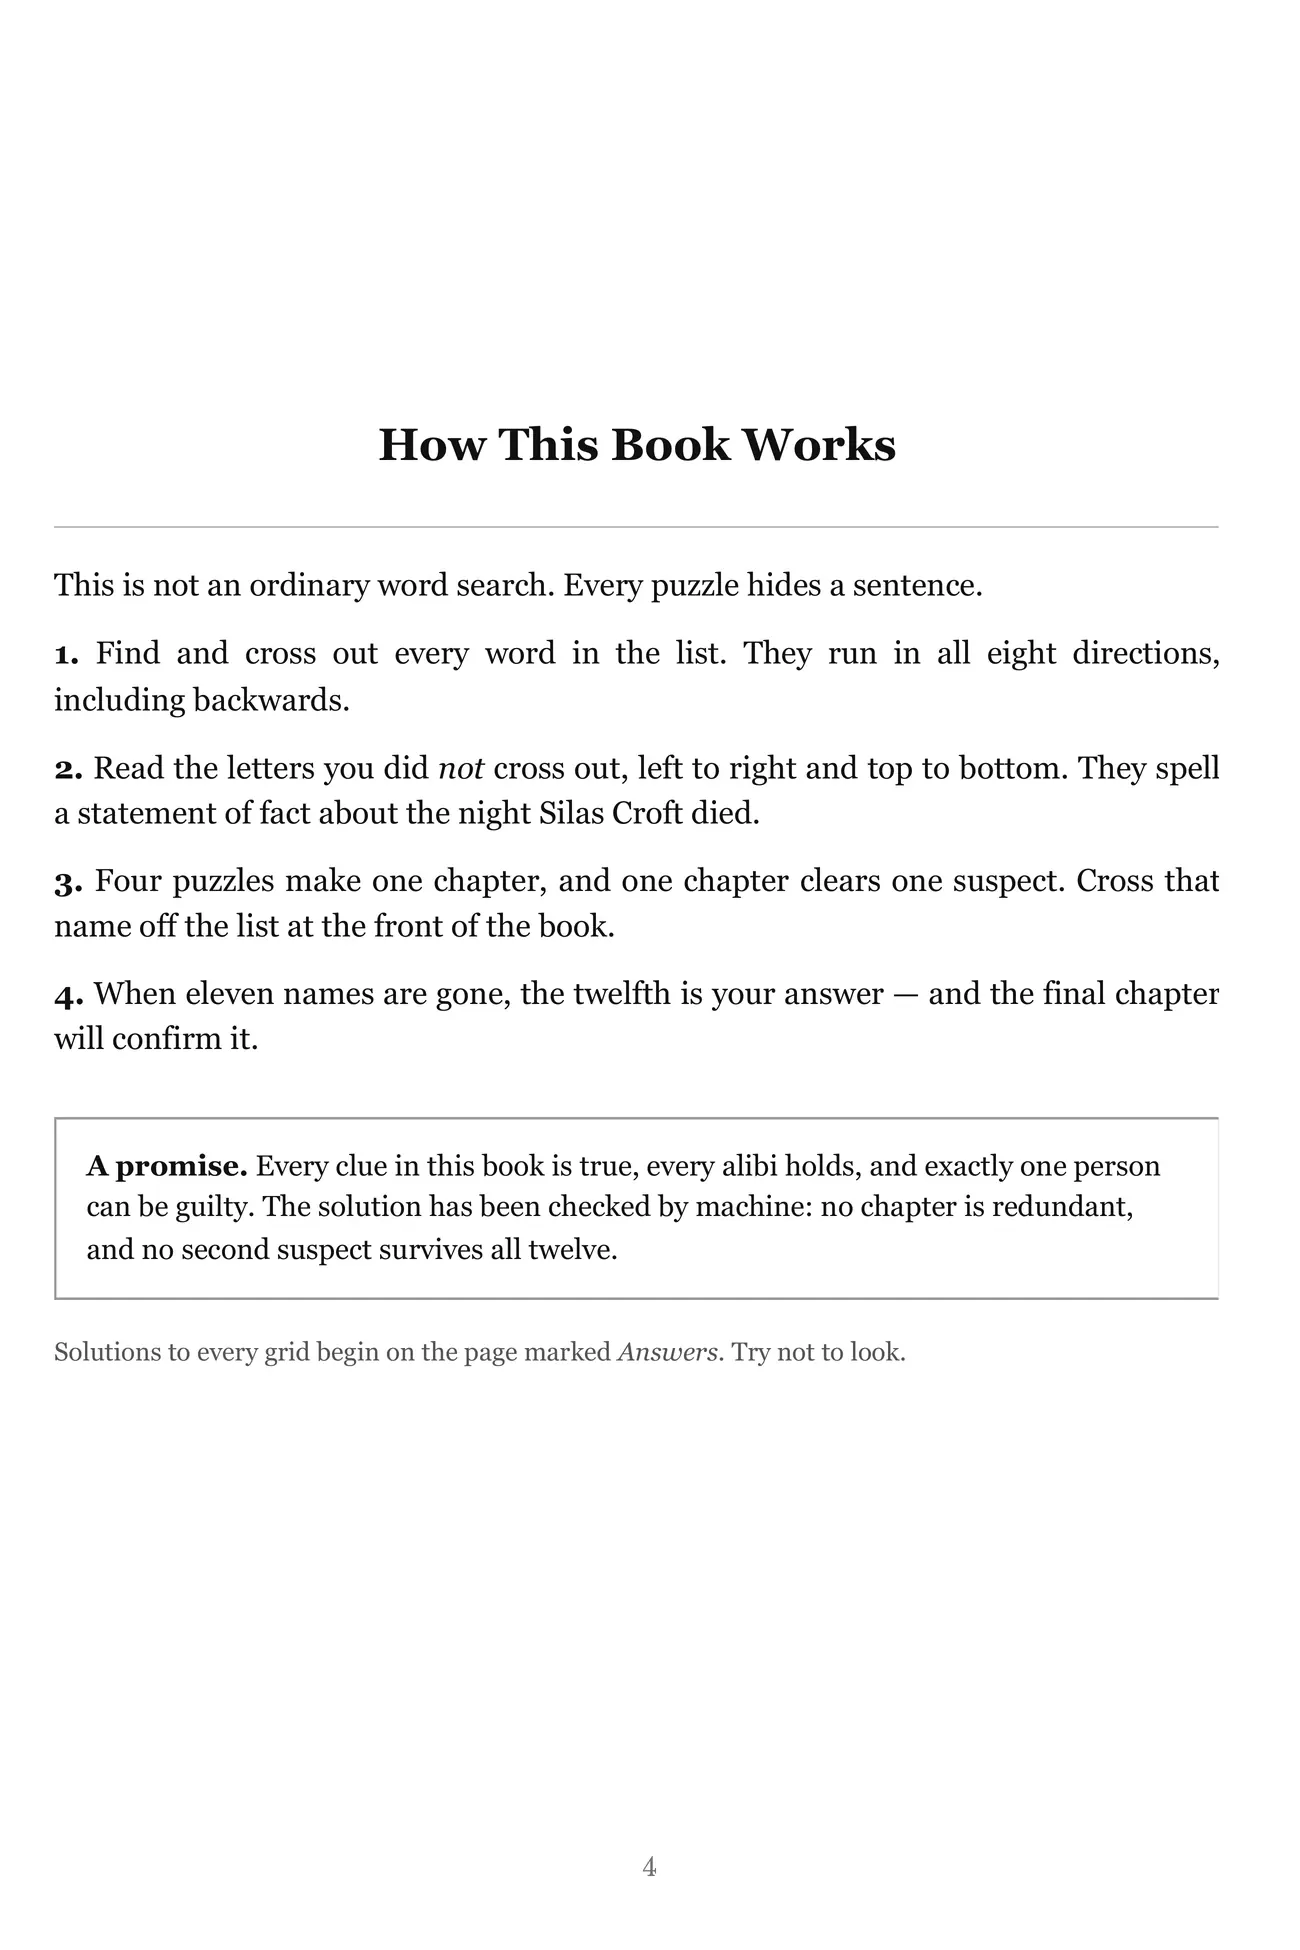 How This Book Works
This is not an ordinary word search. Every puzzle hides a sentence.
1. Find and cross out every word in the list. They run in all eight directions,
including backwards.
2. Read the letters you did not cross out, left to right and top to bottom. They spell
a statement of fact about the night Silas Croft died.
3. Four puzzles make one chapter, and one chapter clears one suspect. Cross that
name off the list at the front of the book.
4. When eleven names are gone, the twelfth is your answer — and the final chapter
will confirm it.
A promise. Every clue in this book is true, every alibi holds, and exactly one person
can be guilty. The solution has been checked by machine: no chapter is redundant,
and no second suspect survives all twelve.
Solutions to every grid begin on the page marked Answers. Try not to look.
4